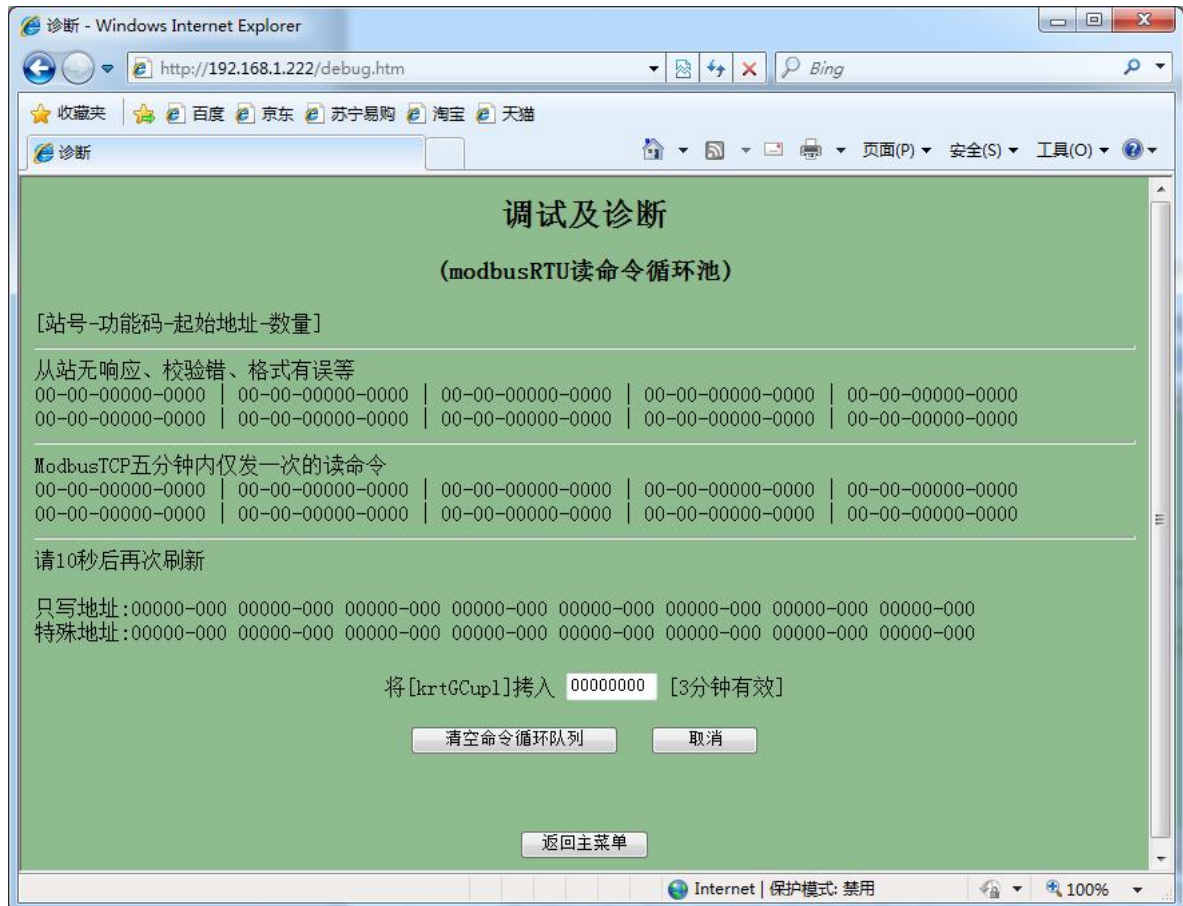 诊断 - Windows Internet Explorer
http://192.168.1.222/debug.htm
Bing
收藏夹 百度 京东 苏宁易购 淘宝 天猫
诊断
页面(P) 安全(S) 工具(O)
调试及诊断
(modbusRTU读命令循环池)
[站号-功能码-起始地址-数量]
从站无响应、校验错、格式有误等
00-00-00000-0000 | 00-00-00000-0000 | 00-00-00000-0000 | 00-00-00000-0000 | 00-00-00000-0000
00-00-00000-0000 | 00-00-00000-0000 | 00-00-00000-0000 | 00-00-00000-0000 | 00-00-00000-0000
ModbusTCP五分钟内仅发一次的读命令
00-00-00000-0000 | 00-00-00000-0000 | 00-00-00000-0000 | 00-00-00000-0000 | 00-00-00000-0000
00-00-00000-0000 | 00-00-00000-0000 | 00-00-00000-0000 | 00-00-00000-0000 | 00-00-00000-0000
请10秒后再次刷新
只写地址:00000-000 00000-000 00000-000 00000-000 00000-000 00000-000 00000-000 00000-000
特殊地址:00000-000 00000-000 00000-000 00000-000 00000-000 00000-000 00000-000 00000-000
将[krtGCupl]拷入 00000000 [3分钟有效]
清空命令循环队列 取消
返回主菜单
Internet | 保护模式: 禁用 100%